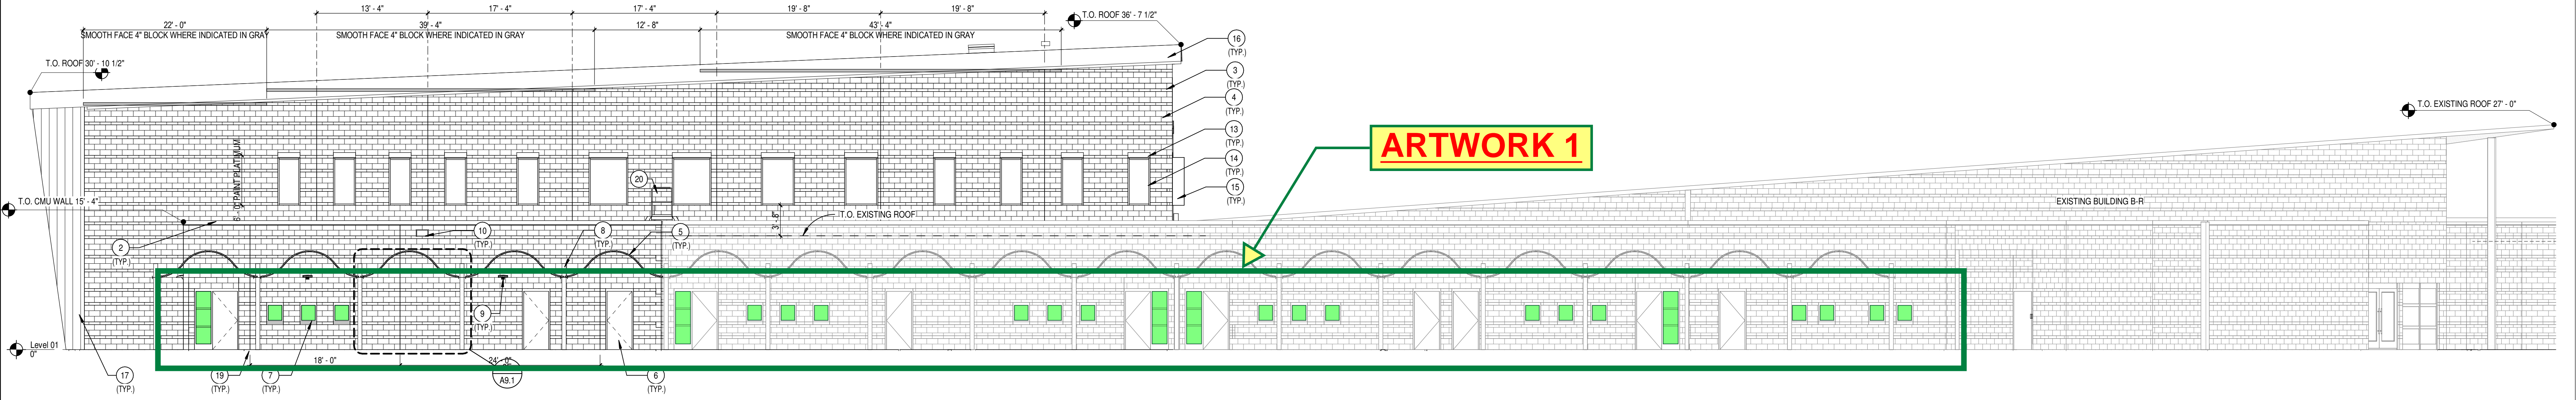 13' - 4"
17' - 4"
17' - 4"
19' - 8"
19' - 8"
T.O. ROOF 36' - 7 1/2"
22' - 0"
39' - 4"
12' - 8"
43' - 4"
SMOOTH FACE 4" BLOCK WHERE INDICATED IN GRAY
SMOOTH FACE 4" BLOCK WHERE INDICATED IN GRAY
SMOOTH FACE 4" BLOCK WHERE INDICATED IN GRAY
16
(TYP.)
T.O. ROOF 30' - 10 1/2"
3
(TYP.)
4
(TYP.)
T.O. EXISTING ROOF 27' - 0"
13
(TYP.)
ARTWORK 1
14
(TYP.)
15
(TYP.)
20
PAINT PLATINUM
T.O. CMU WALL 15' - 4"
T.O. EXISTING ROOF
3' - 8"
EXISTING BUILDING B-R
2
(TYP.)
10
(TYP.)
8
(TYP.)
5
(TYP.)
9
(TYP.)
Level 01
0"
18' - 0"
24' - 0"
17
(TYP.)
19
(TYP.)
7
(TYP.)
A9.1
6
(TYP.)